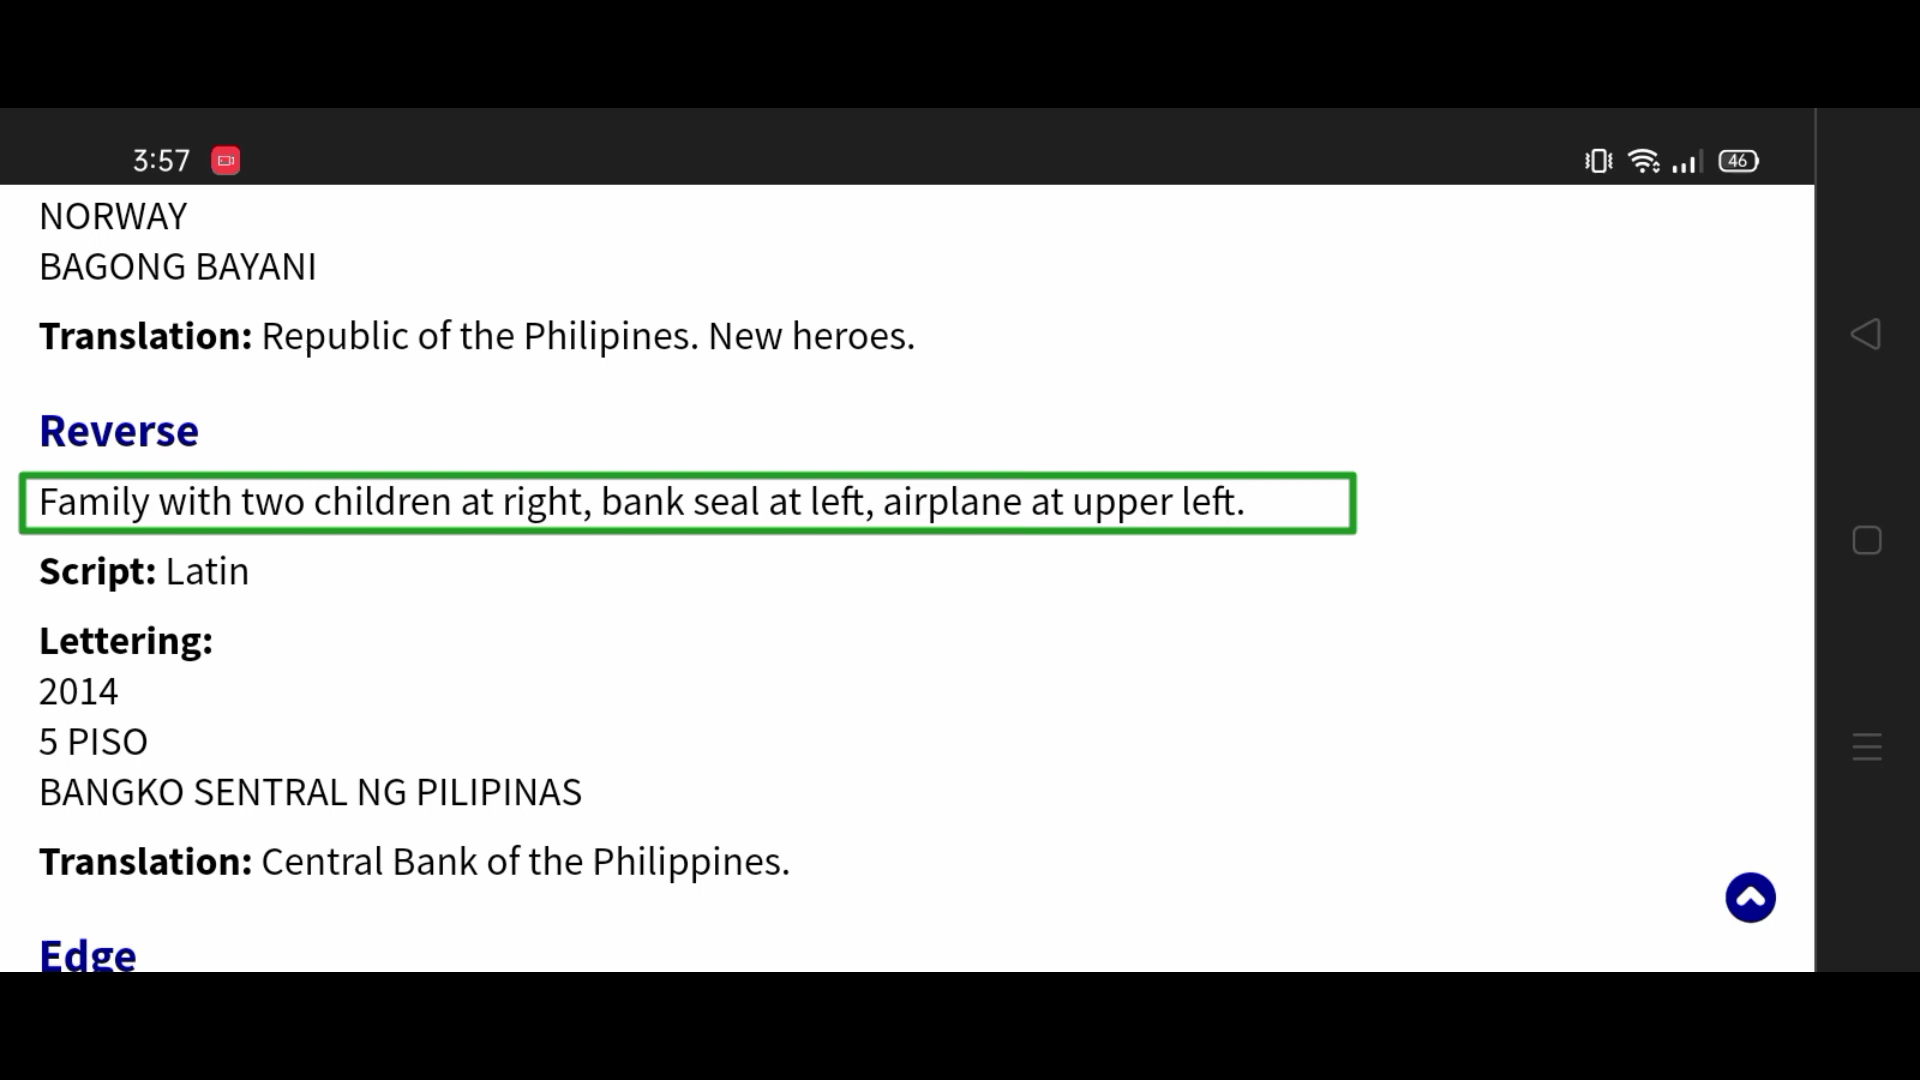 3:57
46
NORWAY
BAGONG BAYANI
Translation: Republic of the Philipines. New heroes.
Reverse
Family with two children at right, bank seal at left, airplane at upper left.
Script: Latin
Lettering:
2014
5 PISO
BANGKO SENTRAL NG PILIPINAS
Translation: Central Bank of the Philippines.
Edge